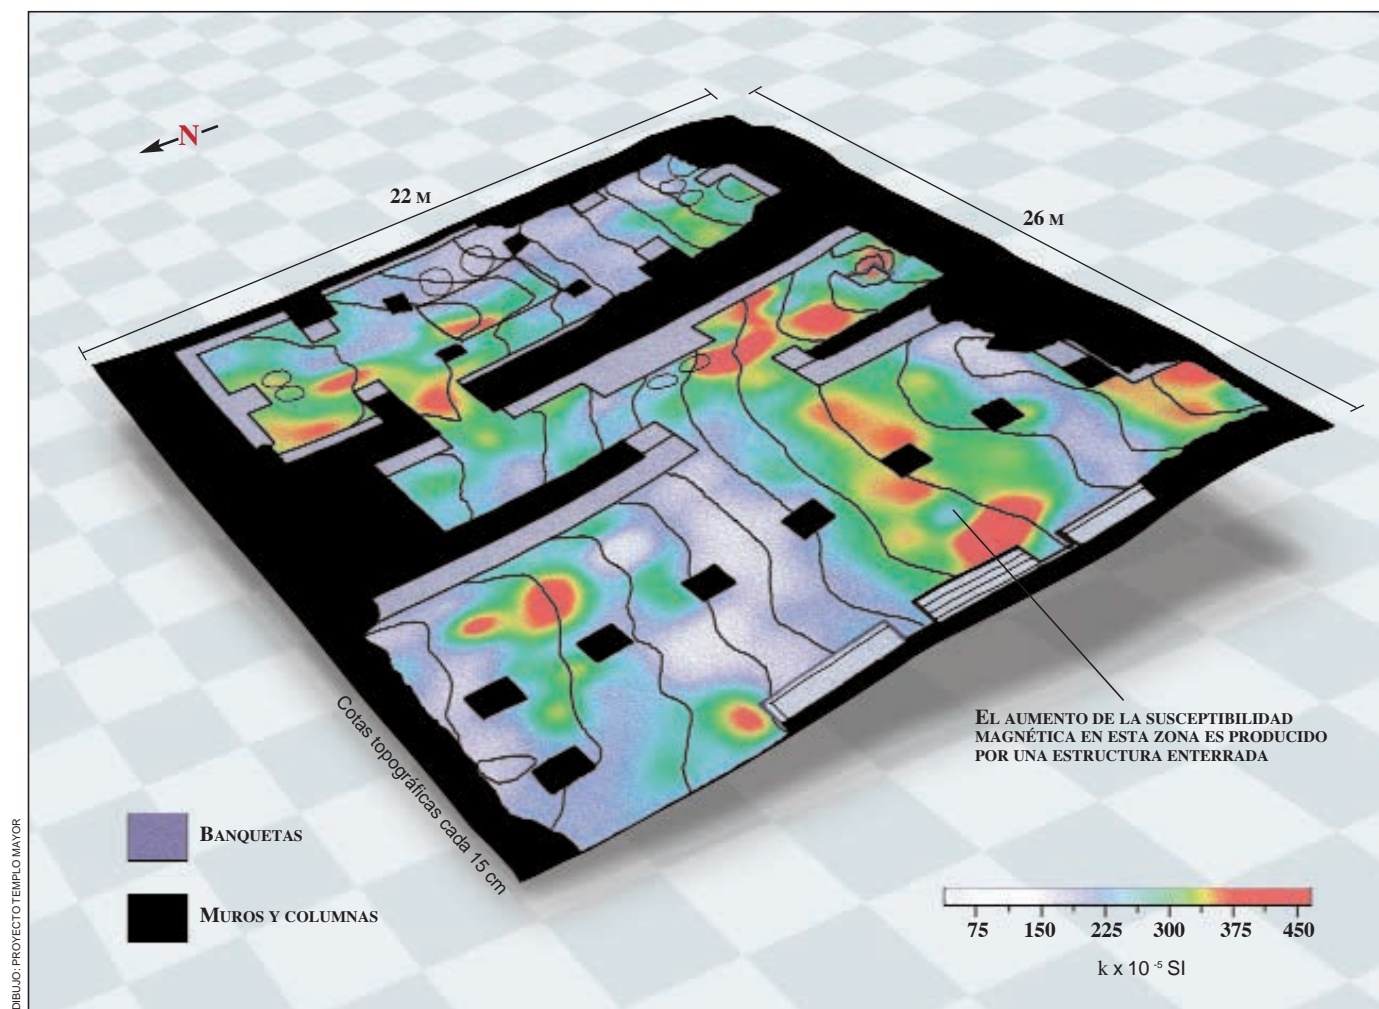 N
22 M
26 M
EL AUMENTO DE LA SUSCEPTIBILIDAD
MAGNÉTICA EN ESTA ZONA ES PRODUCIDO
POR UNA ESTRUCTURA ENTERRADA
Cotas topográficas cada 15 cm
BANQUETAS
MUROS Y COLUMNAS
75 150 225 300 375 450
k x 10 -5 SI
DIBUJO: PROYECTO TEMPLO MAYOR